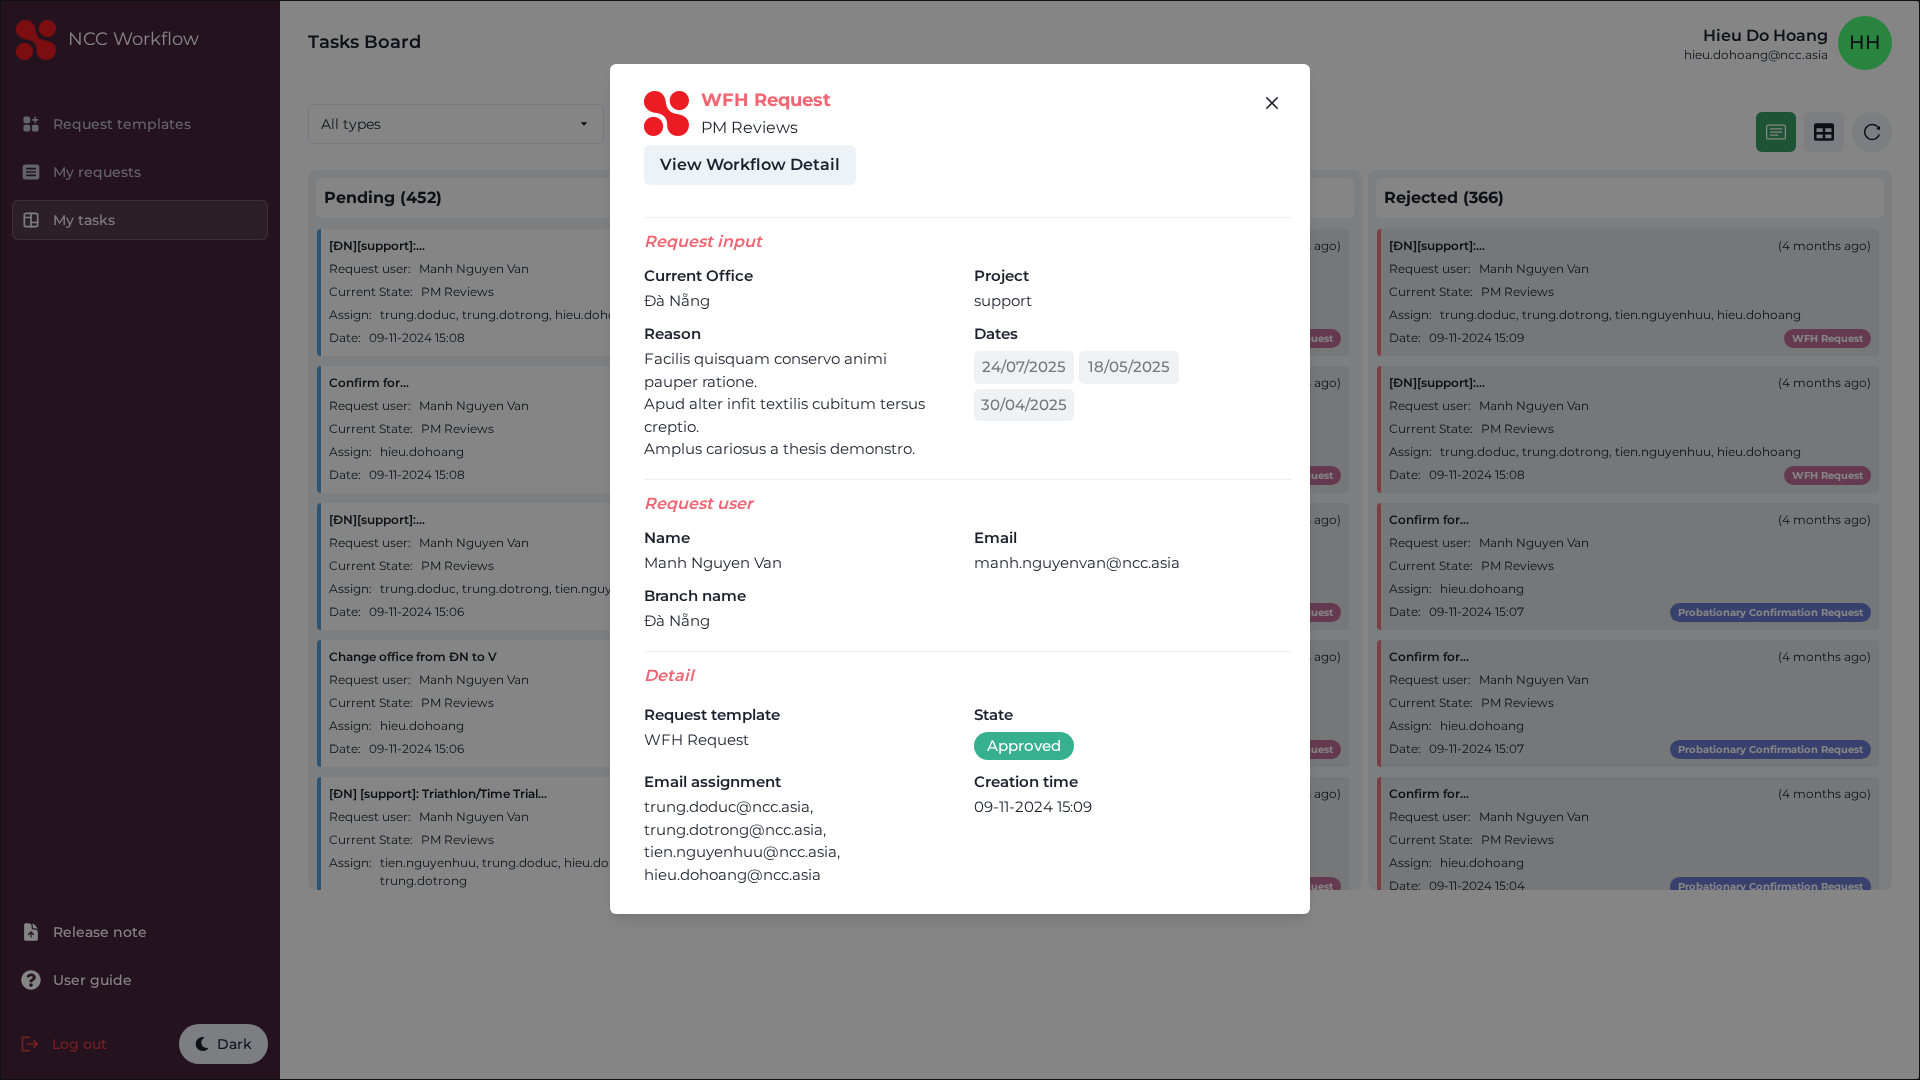 NCC Workflow
Request templates
My requests
My tasks
Release note
User guide
Log out
Dark
Tasks Board
Hieu Do Hoang
hieu.dohoang@ncc.asia
HH
All types
Pending (452)
[ĐN][support]:...
Request user: Manh Nguyen Van
Current State: PM Reviews
Assign: trung.doduc, trung.dotrong,
Date: 09-11-2024 15:08
Confirm for...
Request user: Manh Nguyen Van
Current State: PM Reviews
Assign: hieu.dohoang
Date: 09-11-2024 15:08
[ĐN][support]:...
Request user: Manh Nguyen Van
Current State: PM Reviews
Assign: trung.doduc, trung.dotrong,
Date: 09-11-2024 15:06
Change office from ĐN to V
Request user: Manh Nguyen Van
Current State: PM Reviews
Assign: hieu.dohoang
Date: 09-11-2024 15:06
[ĐN] [support]: Triathlon/Time Trial...
Request user: Manh Nguyen Van
Current State: PM Reviews
Assign: tien.nguyenhuu, trung.doduc,
trung.dotrong
WFH Request
PM Reviews
View Workflow Detail
Request input
Current Office
Đà Nẵng
Project
support
Reason
Facilis quisquam conservo animi
pauper ratione.
Apud alter infit textilis cubitum tersus
creptio.
Amplus cariosus a thesis demonstro.
Dates
24/07/2025 18/05/2025
30/04/2025
Request user
Name
Manh Nguyen Van
Email
manh.nguyenvan@ncc.asia
Branch name
Đà Nẵng
Detail
Request template
WFH Request
State
Approved
Email assignment
trung.doduc@ncc.asia,
trung.dotrong@ncc.asia,
tien.nguyenhuu@ncc.asia,
hieu.dohoang@ncc.asia
Creation time
09-11-2024 15:09
ago)
ago)
ago)
ago)
ago)
Rejected (366)
[ĐN][support]:... (4 months ago)
Request user: Manh Nguyen Van
Current State: PM Reviews
Assign: trung.doduc, trung.dotrong, tien.nguyenhuu, hieu.dohoang
Date: 09-11-2024 15:09 WFH Request
[ĐN][support]:... (4 months ago)
Request user: Manh Nguyen Van
Current State: PM Reviews
Assign: trung.doduc, trung.dotrong, tien.nguyenhuu, hieu.dohoang
Date: 09-11-2024 15:08 WFH Request
Confirm for... (4 months ago)
Request user: Manh Nguyen Van
Current State: PM Reviews
Assign: hieu.dohoang
Date: 09-11-2024 15:07 Probationary Confirmation Request
Confirm for... (4 months ago)
Request user: Manh Nguyen Van
Current State: PM Reviews
Assign: hieu.dohoang
Date: 09-11-2024 15:07 Probationary Confirmation Request
Confirm for... (4 months ago)
Request user: Manh Nguyen Van
Current State: PM Reviews
Assign: hieu.dohoang
Date: 09-11-2024 15:04 Probationary Confirmation Request